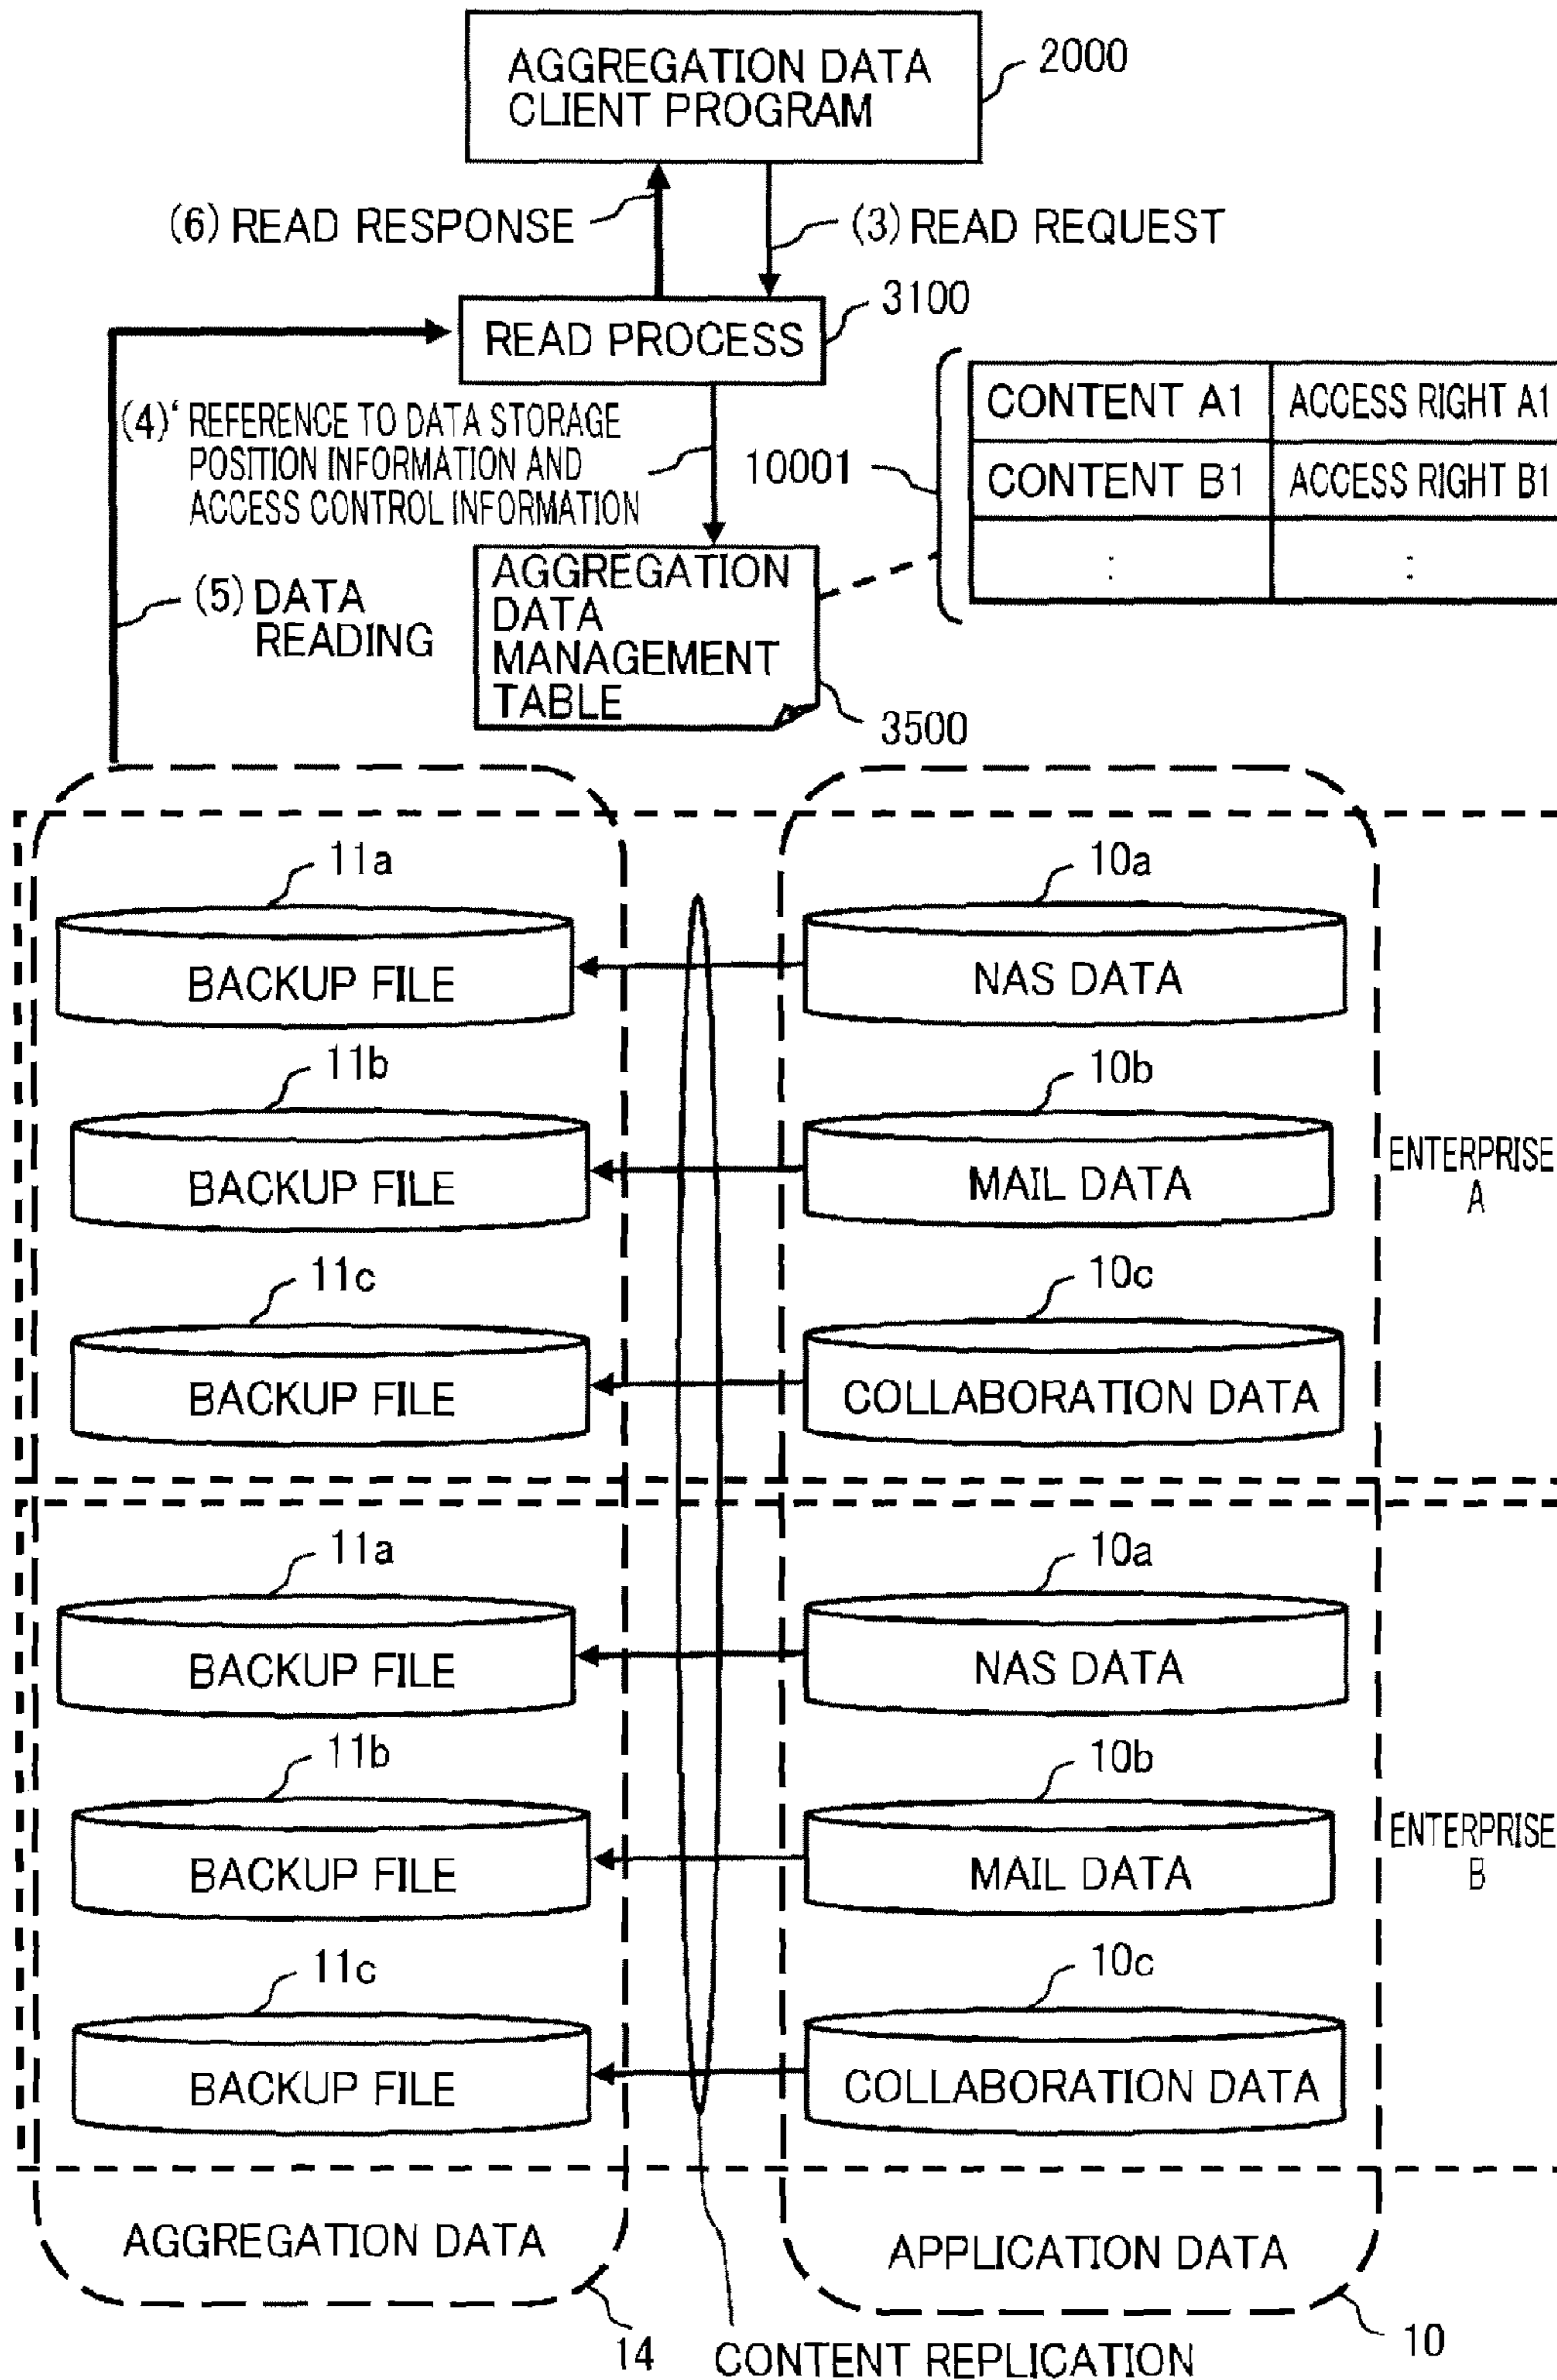 AGGREGATION DATA
CLIENT PROGRAM
2000
(6) READ RESPONSE
(3) READ REQUEST
3100
READ PROCESS
(4)' REFERENCE TO DATA STORAGE
POSITION INFORMATION AND
ACCESS CONTROL INFORMATION
10001
CONTENT A1
ACCESS RIGHT A1
CONTENT B1
ACCESS RIGHT B1
:
:
(5) DATA
READING
AGGREGATION
DATA
MANAGEMENT
TABLE
3500
11a
10a
BACKUP FILE
NAS DATA
11b
10b
BACKUP FILE
MAIL DATA
ENTERPRISE
A
11c
10c
BACKUP FILE
COLLABORATION DATA
11a
10a
BACKUP FILE
NAS DATA
11b
10b
BACKUP FILE
MAIL DATA
ENTERPRISE
B
11c
10c
BACKUP FILE
COLLABORATION DATA
AGGREGATION DATA
APPLICATION DATA
14
10
CONTENT REPLICATION